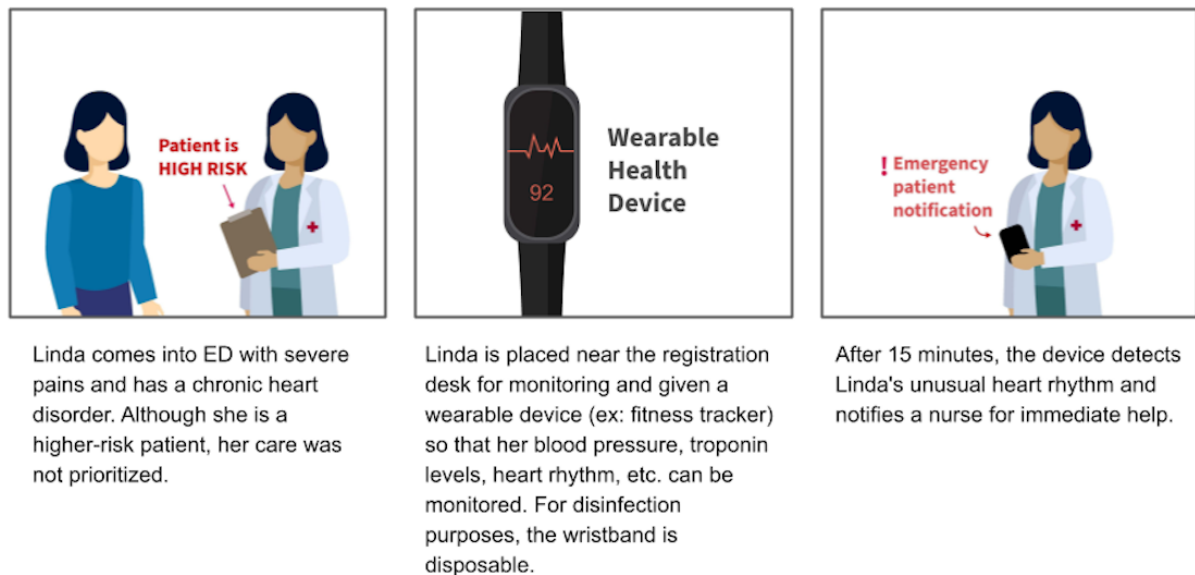 Patient is
HIGH RISK
Linda comes into ED with severe
pains and has a chronic heart
disorder. Although she is a
higher-risk patient, her care was
not prioritized.
92
Wearable
Health
Device
Linda is placed near the registration
desk for monitoring and given a
wearable device (ex: fitness tracker)
so that her blood pressure, troponin
levels, heart rhythm, etc. can be
monitored. For disinfection
purposes, the wristband is
disposable.
! Emergency
patient
notification
After 15 minutes, the device detects
Linda's unusual heart rhythm and
notifies a nurse for immediate help.